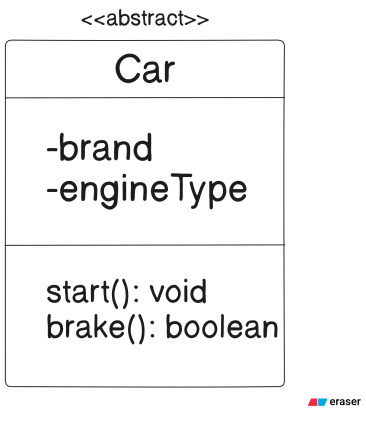 <<abstract>>
Car
-brand
-engineType
start(): void
brake(): boolean
eraser